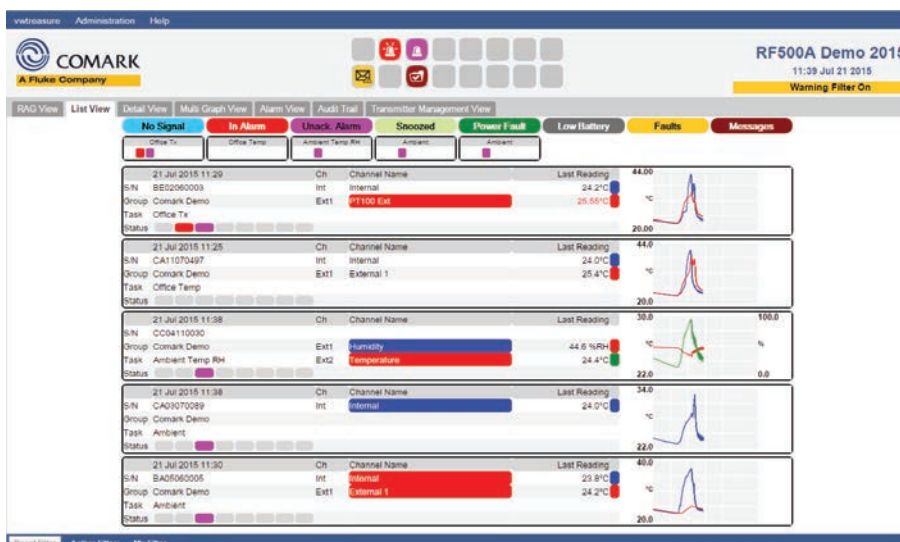 vwtreasure Administration Help
COMARK
A Fluke Company
RF500A Demo 2015
11:39 Jul 21 2015
Warning Filter On
RAG View List View Detail View Multi Graph View Alarm View Audit Trail Transmitter Management View
No Signal In Alarm Unack. Alarm Snoozed Power Fault Low Battery Faults Messages
Office Tx Office Temp Ambient Temp RH Ambient Ambient
21 Jul 2015 11:29 Ch Channel Name Last Reading 44.00
S/N BE02060003 Int Internal 24.2°C
°C
Group Comark Demo Ext1 PT100 Ext 25.55°C
Task Office Tx
Status 20.00
21 Jul 2015 11:25 Ch Channel Name Last Reading 44.0
S/N CA11070497 Int Internal 24.0°C
°C
Group Comark Demo Ext1 External 1 25.4°C
Task Office Temp
Status 20.0
21 Jul 2015 11:38 Ch Channel Name Last Reading 30.0 100.0
S/N CC04110030
Group Comark Demo Ext1 Humidity 44.6 %RH °C %
Task Ambient Temp RH Ext2 Temperature 24.4°C
Status 22.0 0.0
21 Jul 2015 11:38 Ch Channel Name Last Reading 34.0
S/N CA03070089 Int Internal 24.0°C
Group Comark Demo °C
Task Ambient
Status 22.0
21 Jul 2015 11:30 Ch Channel Name Last Reading 40.0
S/N BA05060005 Int Internal 23.8°C
Group Comark Demo Ext1 External 1 24.2°C °C
Task Ambient
Status 20.0